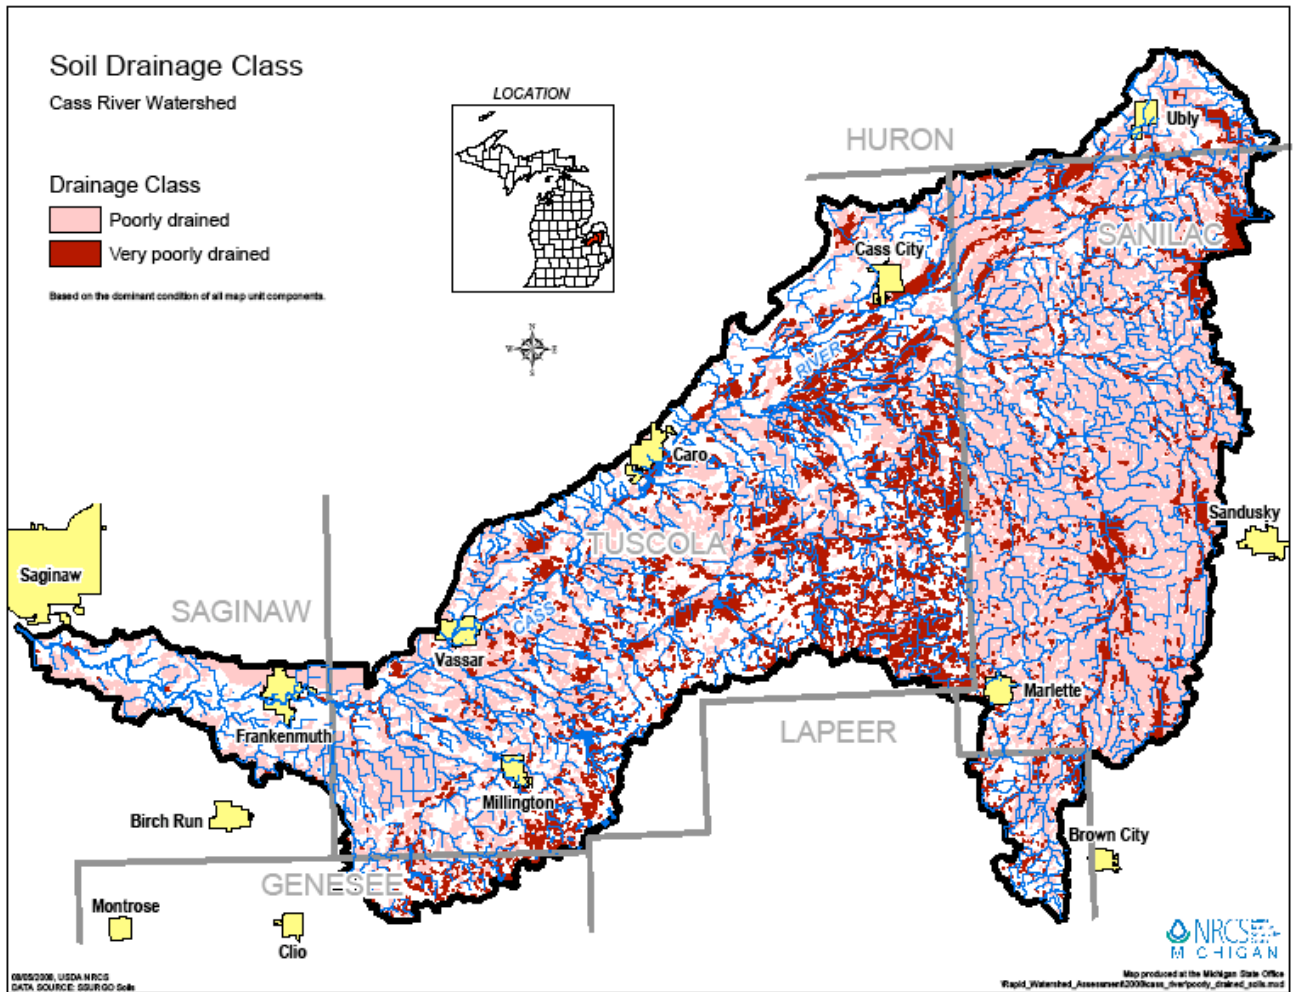 Soil Drainage Class
Cass River Watershed
LOCATION
Drainage Class
Poorly drained
Very poorly drained
Based on the dominant condition of all map unit components.
N
W E
S
HURON
Ubly
SANILAC
Cass City
RIVER
Caro
Sandusky
TUSCOLA
Saginaw
SAGINAW
CASS
Vassar
Marlette
Frankenmuth
LAPEER
Millington
Birch Run
Brown City
GENESEE
Montrose
Clio
NRCS
MICHIGAN
USDA NRCS
DATA SOURCE: SSURGO Soils
Map produced at the Michigan State Office